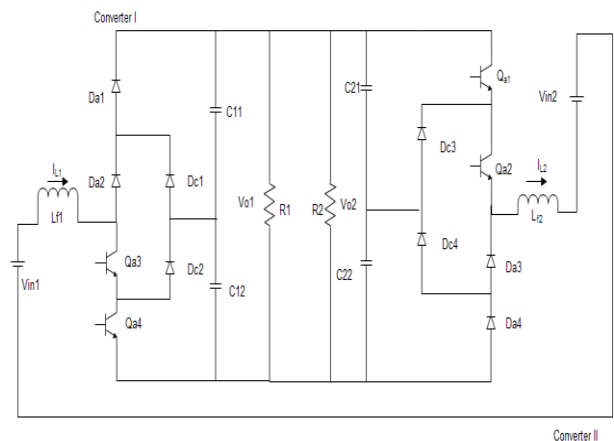 Converter I
Da1
C11
C21
Qa1
Vin2
Dc3
Da2
Dc1
Qa2
IL1
IL2
Lf1
Vo1
R1
R2
Vo2
Lf2
Dc4
Qa3
Dc2
Da3
Vin1
C12
C22
Qa4
Da4
Converter II